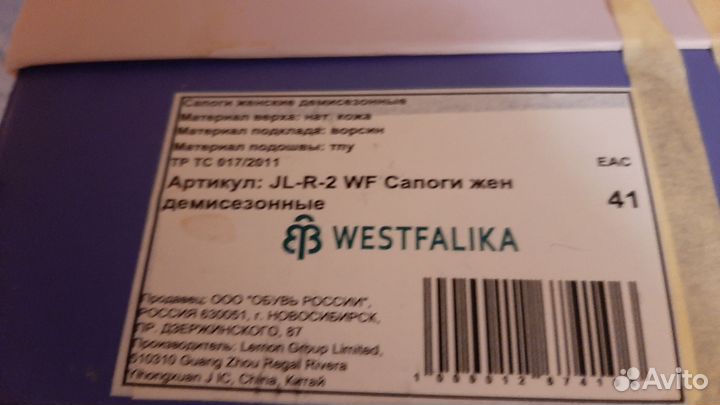 Сапоги женские демисезонные
Материал верха: нат. кожа
Материал подклада: ворсин
Материал подошвы: тпу
ТР ТС 017/2011
EAC
Артикул: JL-R-2 WF Сапоги жен
демисезонные
41
WESTFALIKA
Продавец: ООО "ОБУВЬ РОССИИ",
РОССИЯ 630051, г. НОВОСИБИРСК,
ПР. ДЗЕРЖИНСКОГО, 87
Производитель: Lemon Group Limited,
510310 Guang Zhou Regal Rivera
Yihongxuan J IC, China, Китай
Avito